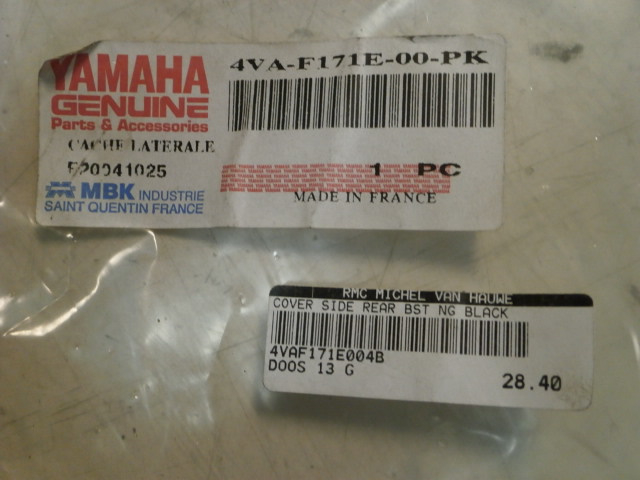 YAMAHA
GENUINE
Parts & Accessories
4VA-F171E-00-PK
CACHE LATERALE
E20041025
1 PC
MBK INDUSTRIE
SAINT QUENTIN FRANCE
MADE IN FRANCE
RMC MICHEL VAN HAUWE
COVER SIDE REAR BST NG BLACK
4VAF171E004B
DOOS 13 G
28.40